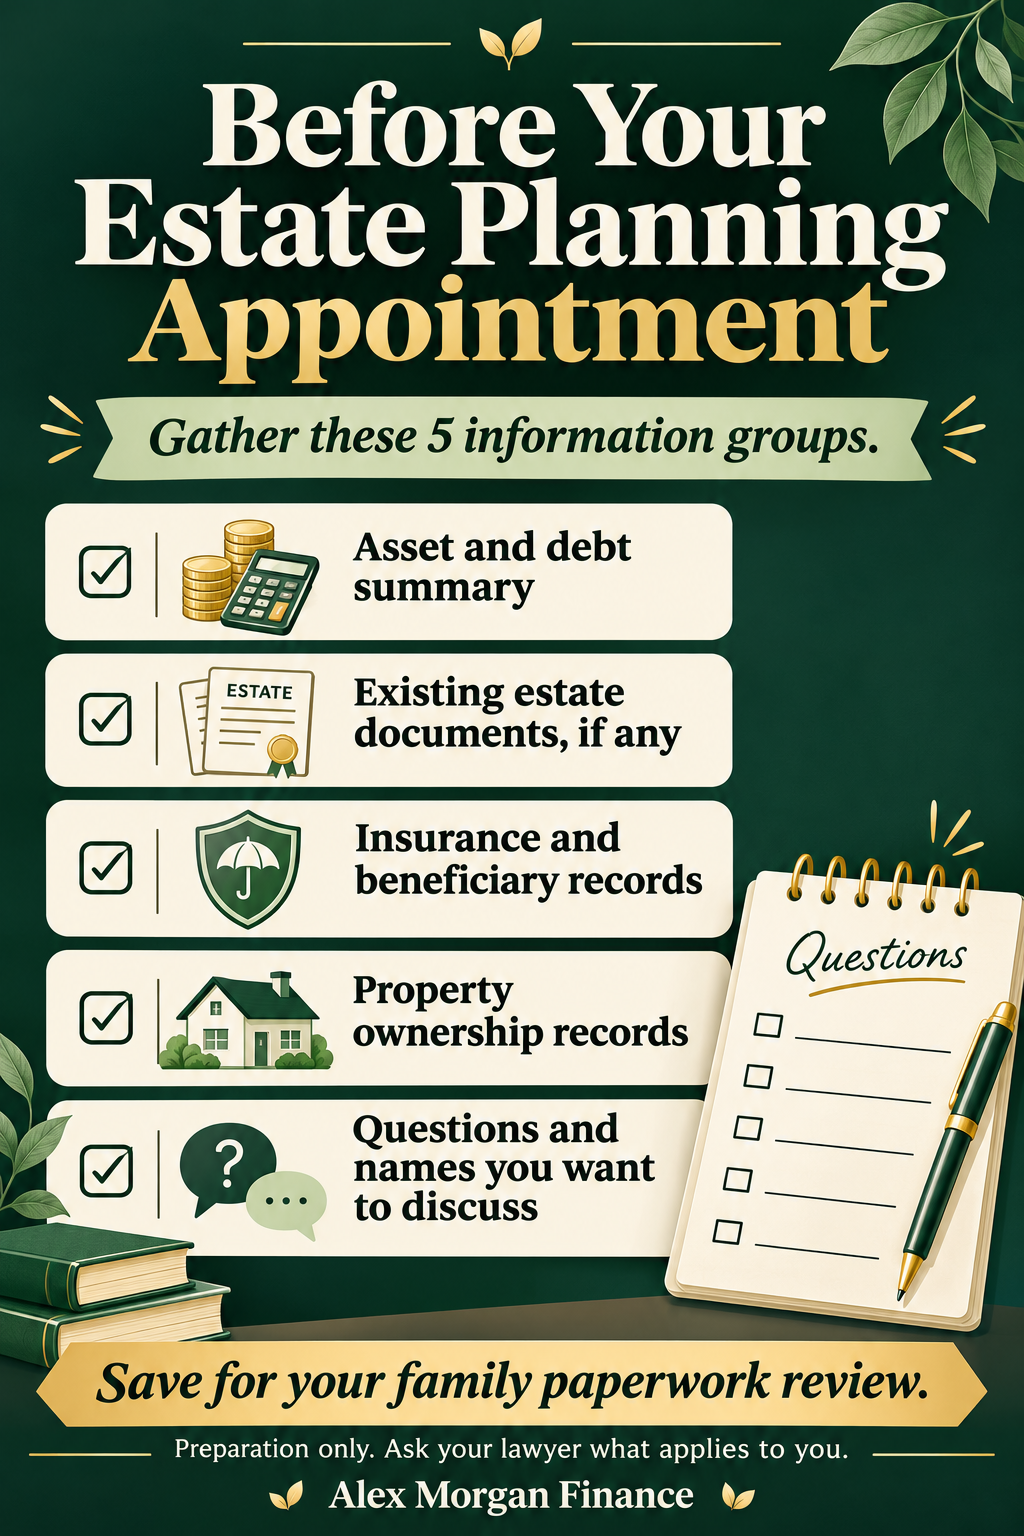 Before Your
Estate Planning
Appointment
Gather these 5 information groups.
Asset and debt
summary
ESTATE
Existing estate
documents, if any
Insurance and
beneficiary records
Property
ownership records
?
Questions and
names you want
to discuss
Questions
Save for your family paperwork review.
Preparation only. Ask your lawyer what applies to you.
Alex Morgan Finance